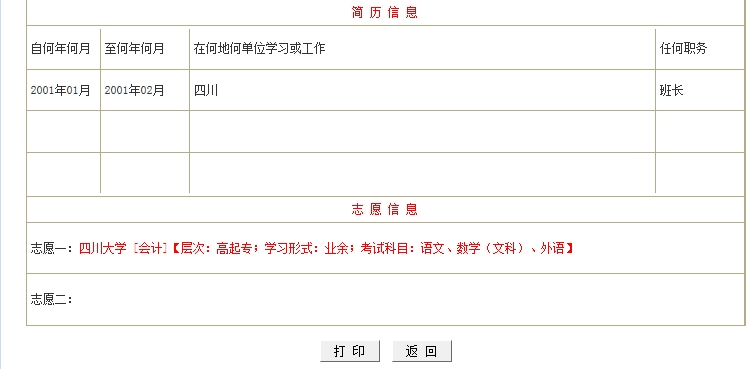 简 历 信 息
自何年何月 至何年何月 在何地何单位学习或工作 任何职务
2001年01月 2001年02月 四川 班长
志 愿 信 息
志愿一：四川大学 [会计]【层次：高起专；学习形式：业余；考试科目：语文、数学（文科）、外语】
志愿二：
打 印 返 回